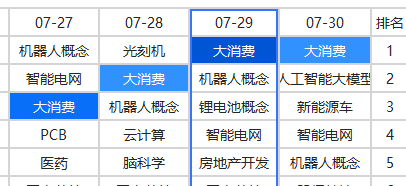 07-27 07-28 07-29 07-30 排名
机器人概念 光刻机 大消费 大消费 1
智能电网 大消费 机器人概念 人工智能大模型 2
大消费 机器人概念 锂电池概念 新能源车 3
PCB 云计算 智能电网 智能电网 4
医药 脑科学 房地产开发 机器人概念 5